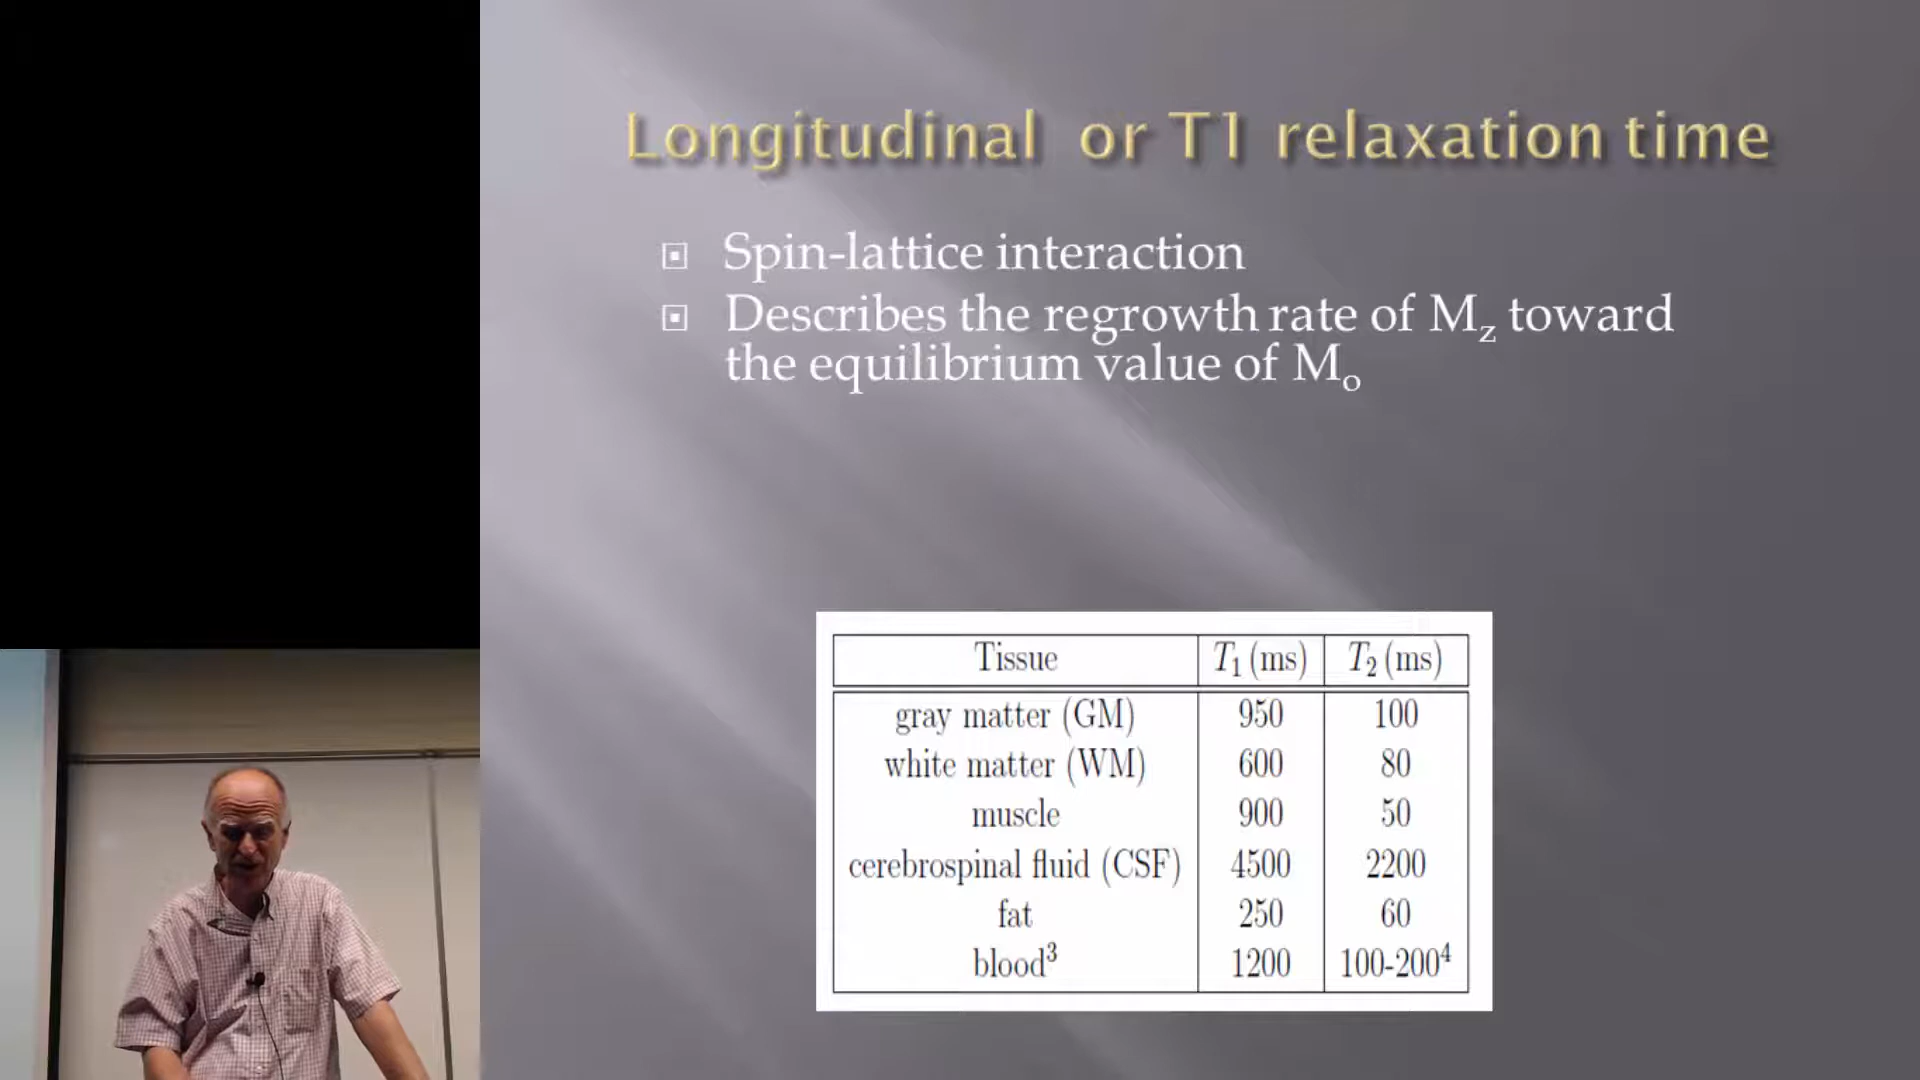 Longitudinal or T1 relaxation time
Spin-lattice interaction
Describes the regrowth rate of Mz toward
the equilibrium value of Mo
Tissue T1 (ms) T2 (ms)
gray matter (GM) 950 100
white matter (WM) 600 80
muscle 900 50
cerebrospinal fluid (CSF) 4500 2200
fat 250 60
blood³ 1200 100-200⁴